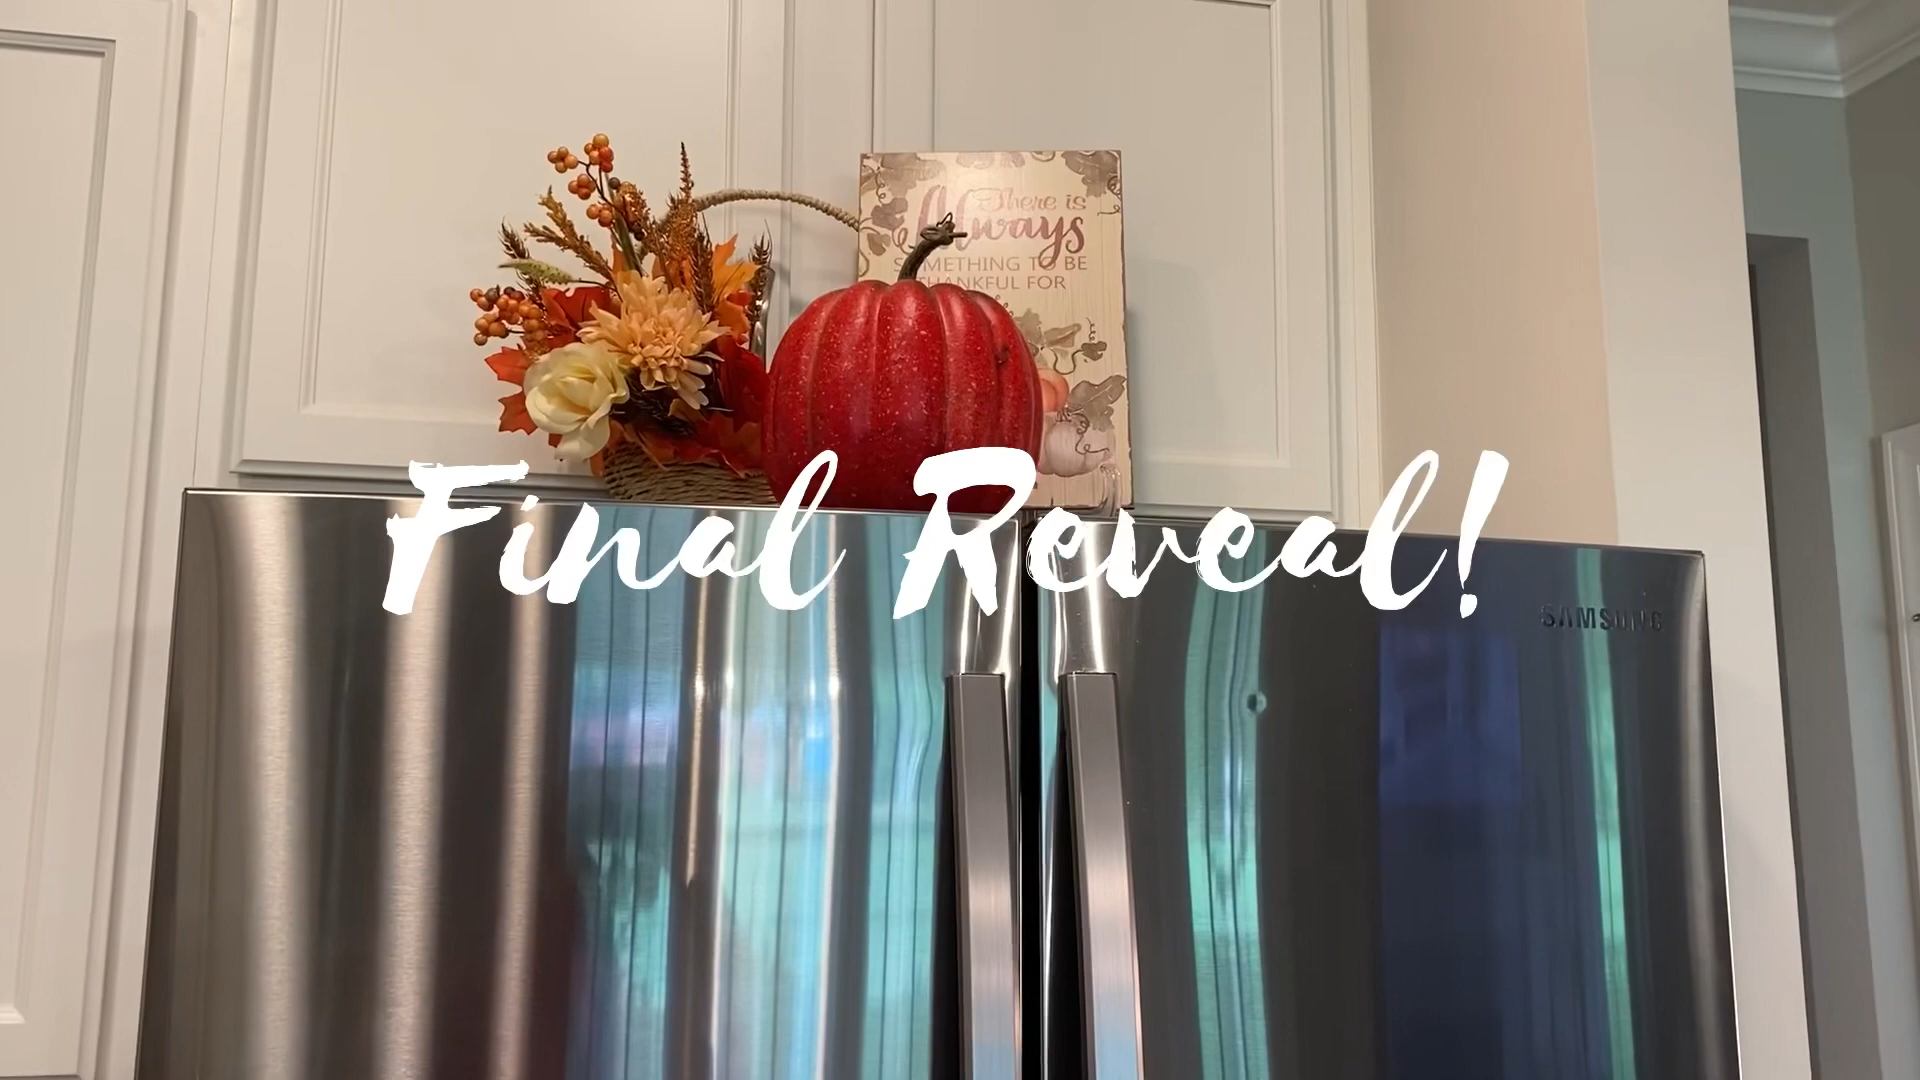 There is
Always
SOMETHING TO BE
THANKFUL FOR
Final Reveal!
SAMSUNG